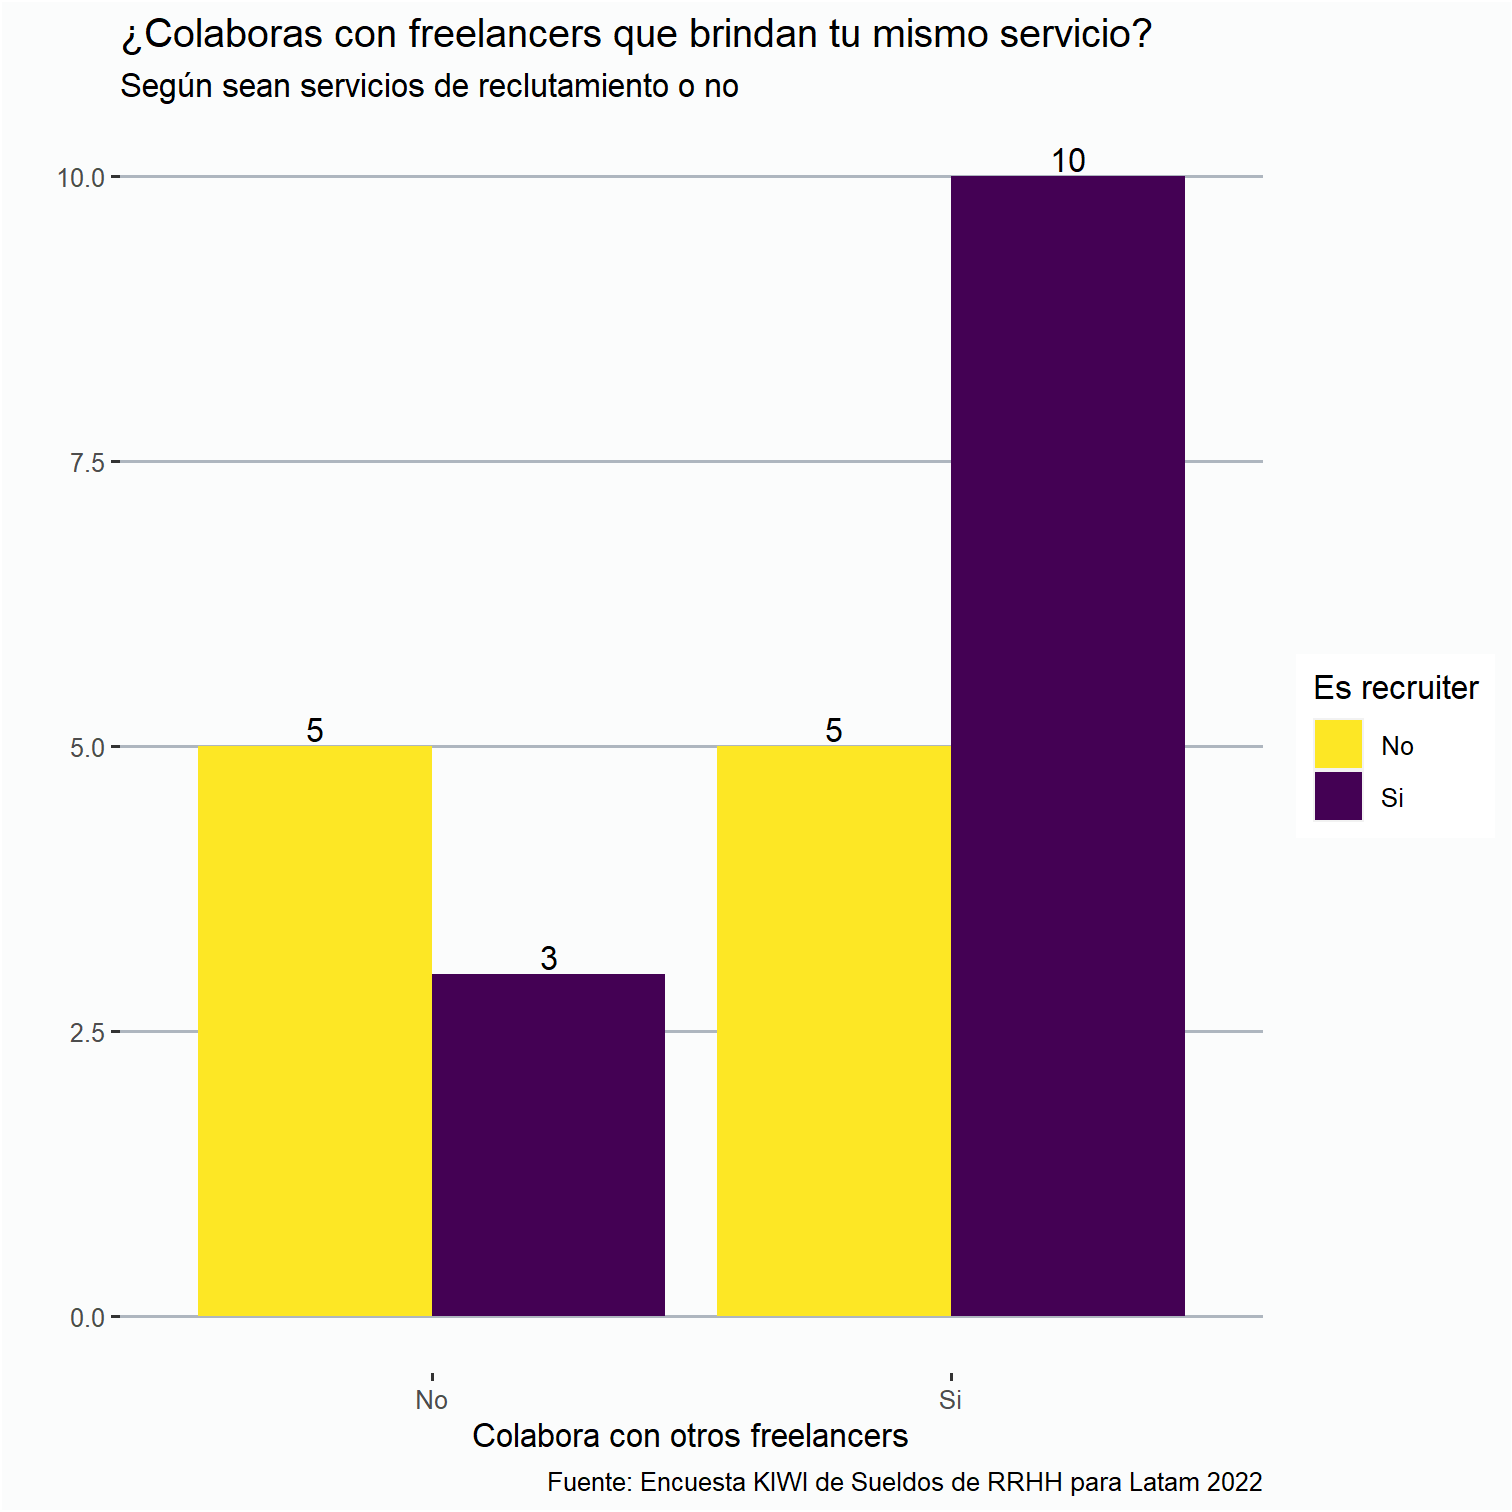 ¿Colaboras con freelancers que brindan tu mismo servicio?
Según sean servicios de reclutamiento o no
10.0
7.5
5.0
2.5
0.0
5
3
5
10
No
Si
Colabora con otros freelancers
Es recruiter
No
Si
Fuente: Encuesta KIWI de Sueldos de RRHH para Latam 2022